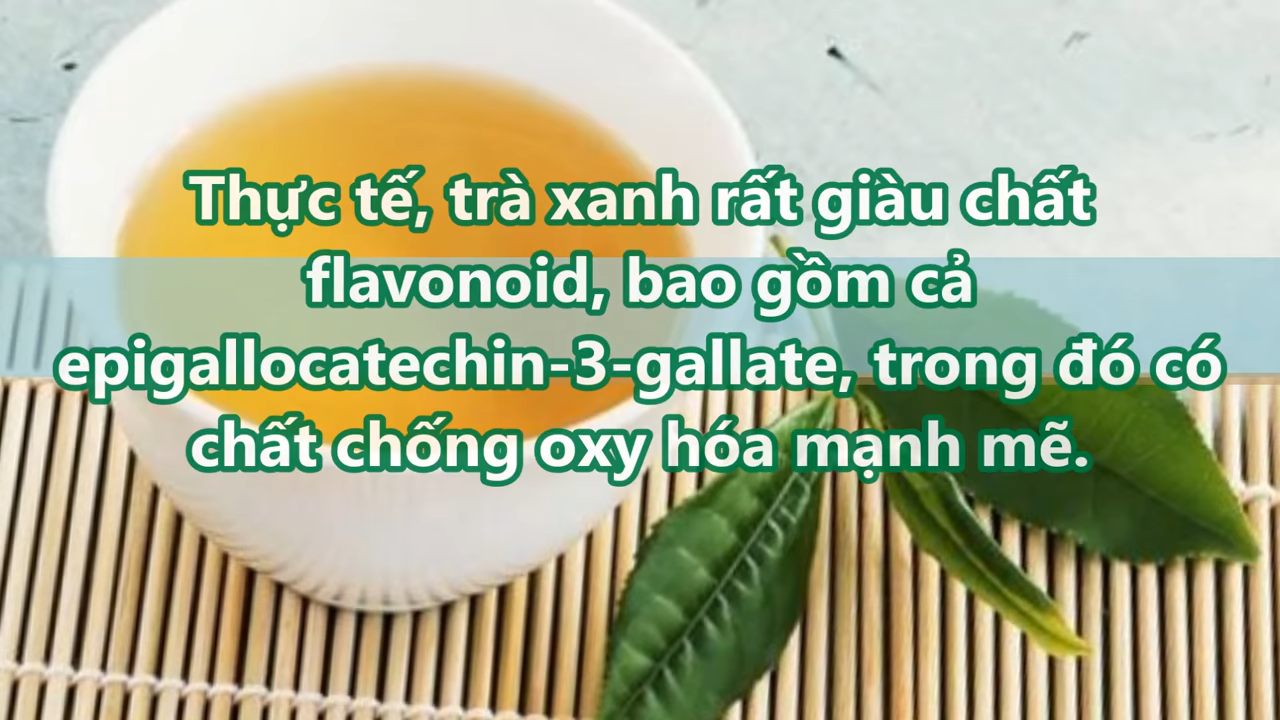 Thực tế, trà xanh rất giàu chất
flavonoid, bao gồm cả
epigallocatechin-3-gallate, trong đó có
chất chống oxy hóa mạnh mẽ.